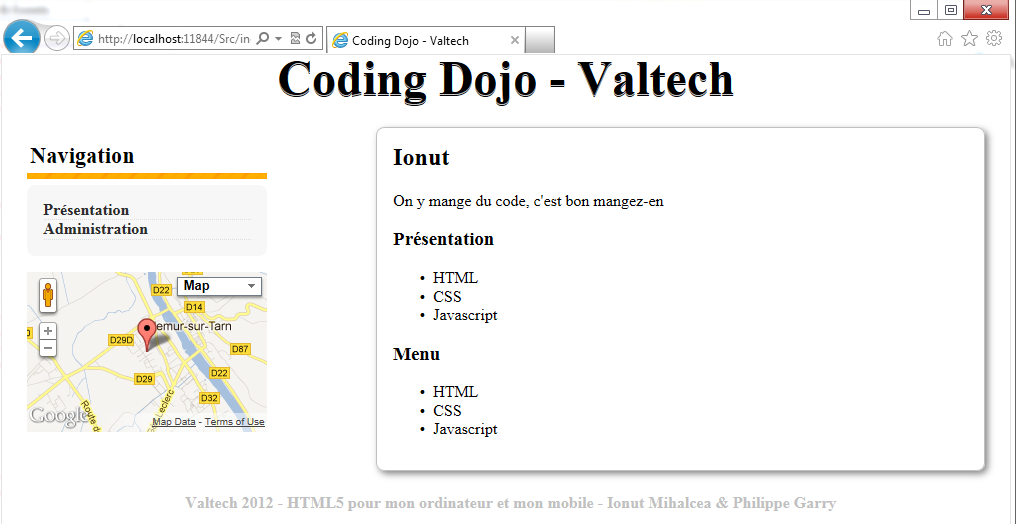 http://localhost:11844/Src/in
Coding Dojo - Valtech
Coding Dojo - Valtech
Navigation
Présentation
Administration
Map
D22
D14
emur-sur-Tarn
D29D
D87
D29
D22
D32
Route d
Leclerc
Google
Map Data - Terms of Use
Ionut
On y mange du code, c'est bon mangez-en
Présentation
• HTML
• CSS
• Javascript
Menu
• HTML
• CSS
• Javascript
Valtech 2012 - HTML5 pour mon ordinateur et mon mobile - Ionut Mihalcea & Philippe Garry